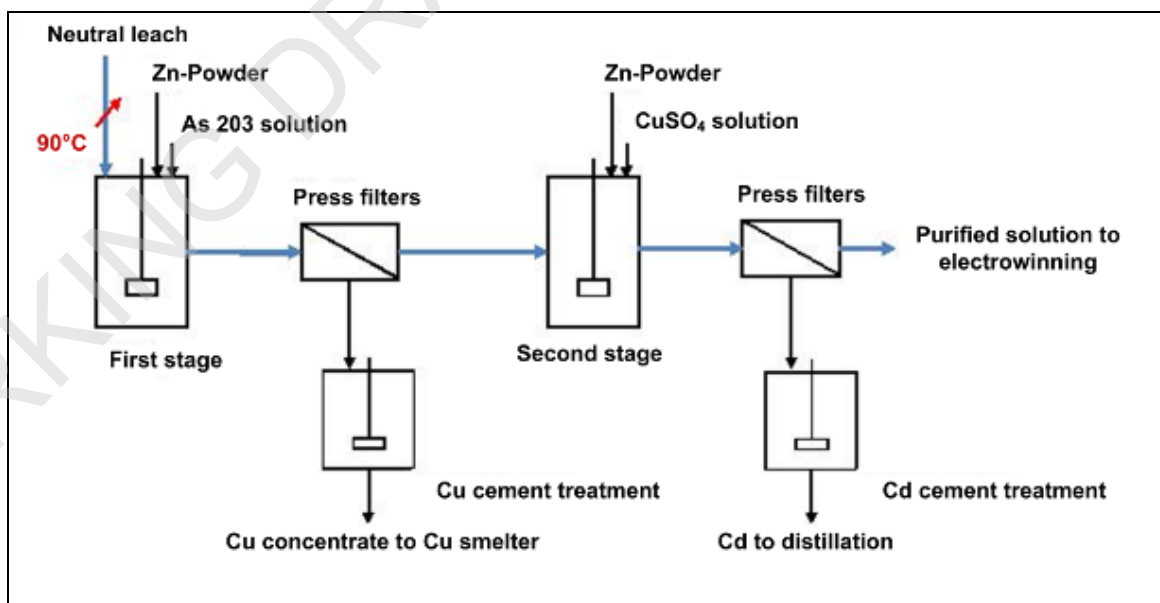 Neutral leach
Zn-Powder
As 203 solution
90°C
Zn-Powder
CuSO₄ solution
Press filters
Press filters
Purified solution to
electrowinning
First stage
Second stage
Cu cement treatment
Cd cement treatment
Cu concentrate to Cu smelter
Cd to distillation
RKING DRA